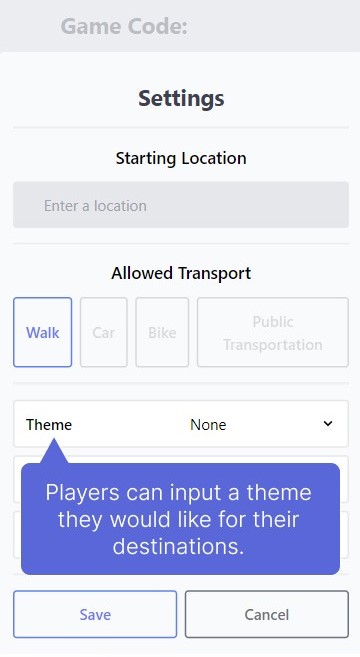 Game Code:
Settings
Starting Location
Enter a location
Allowed Transport
Walk
Car
Bike
Public
Transportation
Theme
None
Players can input a theme
they would like for their
destinations.
Save
Cancel